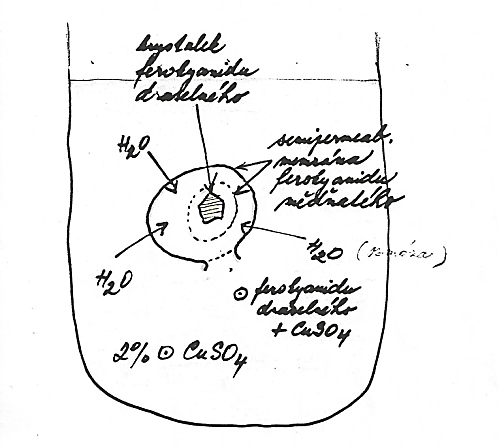 krystalek
ferokyanidu
draselného
H2O
semipermeab.
membrána
ferokyanidu
měďnatého
H2O (osmóza)
H2O
⊙ ferokyanidu
draselného
+ CuSO4
2% ⊙ CuSO4